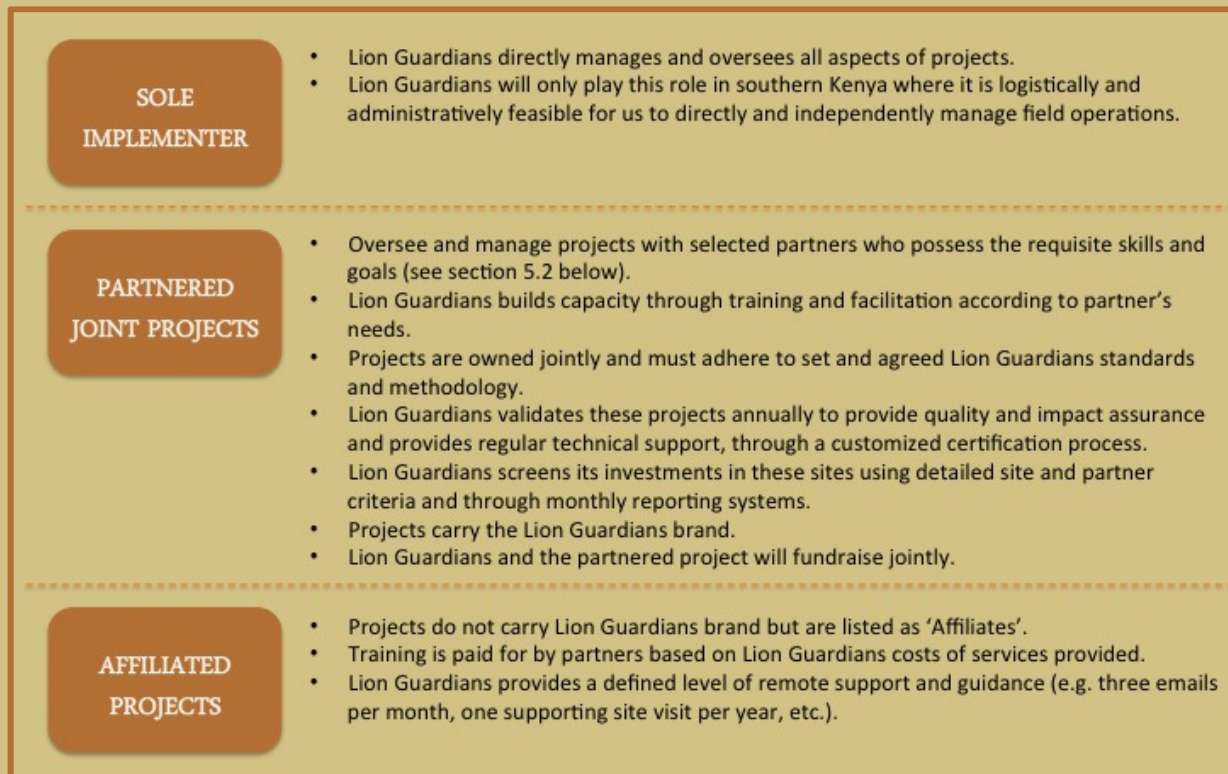 SOLE
IMPLEMENTER
• Lion Guardians directly manages and oversees all aspects of projects.
• Lion Guardians will only play this role in southern Kenya where it is logistically and
administratively feasible for us to directly and independently manage field operations.
PARTNERED
JOINT PROJECTS
• Oversee and manage projects with selected partners who possess the requisite skills and
goals (see section 5.2 below).
• Lion Guardians builds capacity through training and facilitation according to partner's
needs.
• Projects are owned jointly and must adhere to set and agreed Lion Guardians standards
and methodology.
• Lion Guardians validates these projects annually to provide quality and impact assurance
and provides regular technical support, through a customized certification process.
• Lion Guardians screens its investments in these sites using detailed site and partner
criteria and through monthly reporting systems.
• Projects carry the Lion Guardians brand.
• Lion Guardians and the partnered project will fundraise jointly.
AFFILIATED
PROJECTS
• Projects do not carry Lion Guardians brand but are listed as 'Affiliates'.
• Training is paid for by partners based on Lion Guardians costs of services provided.
• Lion Guardians provides a defined level of remote support and guidance (e.g. three emails
per month, one supporting site visit per year, etc.).